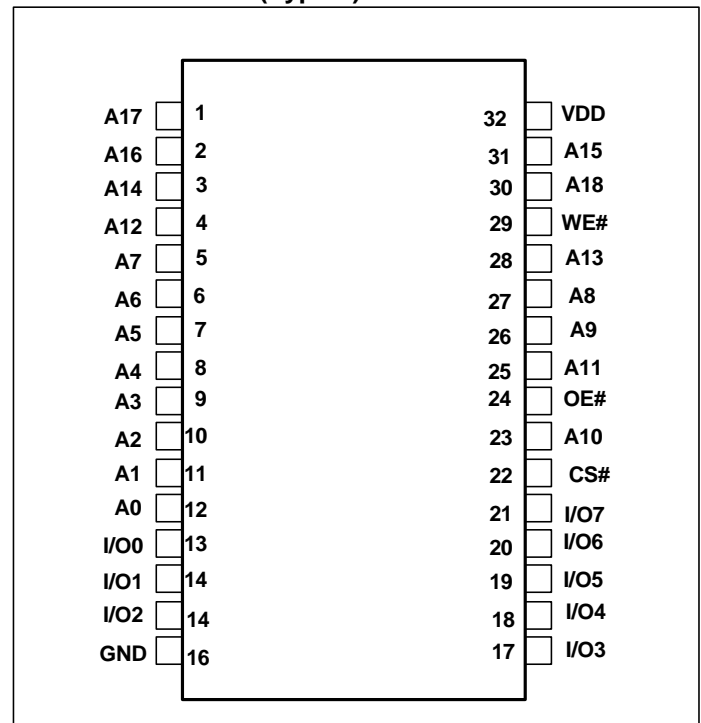 A17 1 32 VDD
A16 2 31 A15
A14 3 30 A18
A12 4 29 WE#
A7 5 28 A13
A6 6 27 A8
A5 7 26 A9
A4 8 25 A11
A3 9 24 OE#
A2 10 23 A10
A1 11 22 CS#
A0 12 21 I/O7
I/O0 13 20 I/O6
I/O1 14 19 I/O5
I/O2 14 18 I/O4
GND 16 17 I/O3